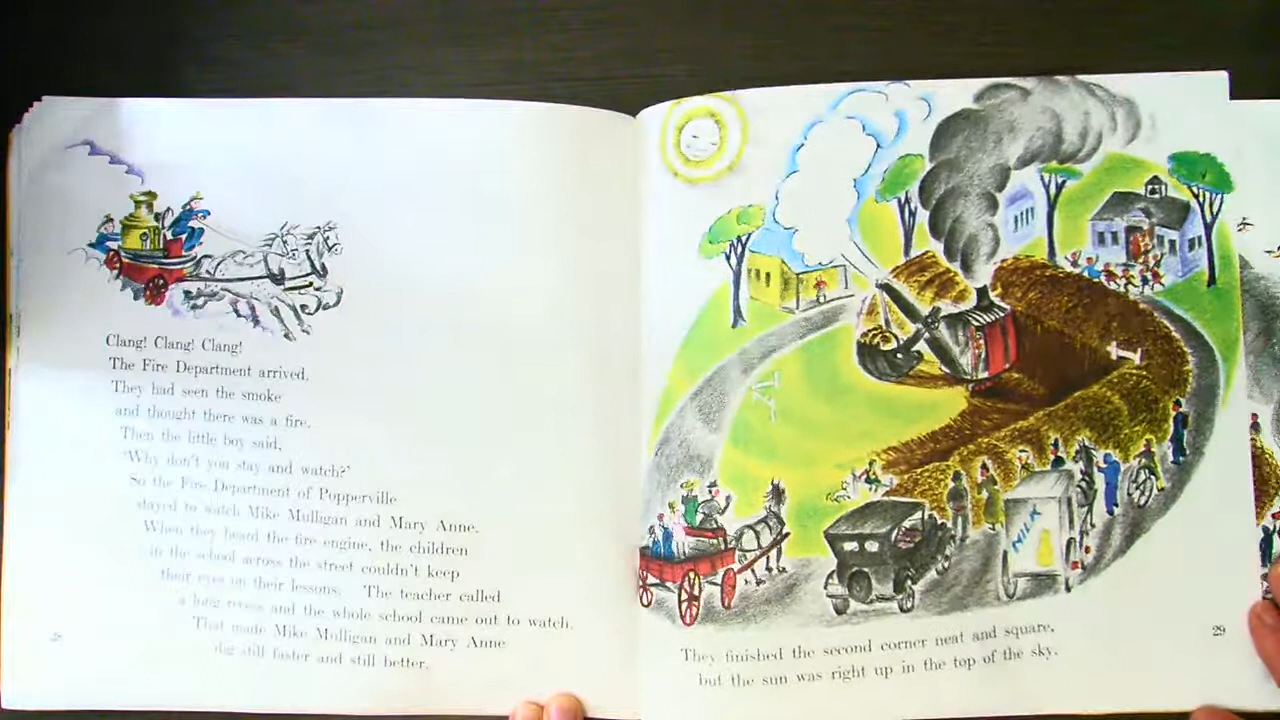 Clang! Clang! Clang!
The Fire Department arrived.
They had seen the smoke
and thought there was a fire.
Then the little boy said,
"Why don't you stay and watch?"
So the Fire Department of Popperville
stayed to watch Mike Mulligan and Mary Anne.
When they heard the fire engine, the children
in the school across the street couldn't keep
their eyes on their lessons. The teacher called
a long recess and the whole school came out to watch.
That made Mike Mulligan and Mary Anne
dig still faster and still better.
28
MILK
They finished the second corner neat and square,
but the sun was right up in the top of the sky.
29